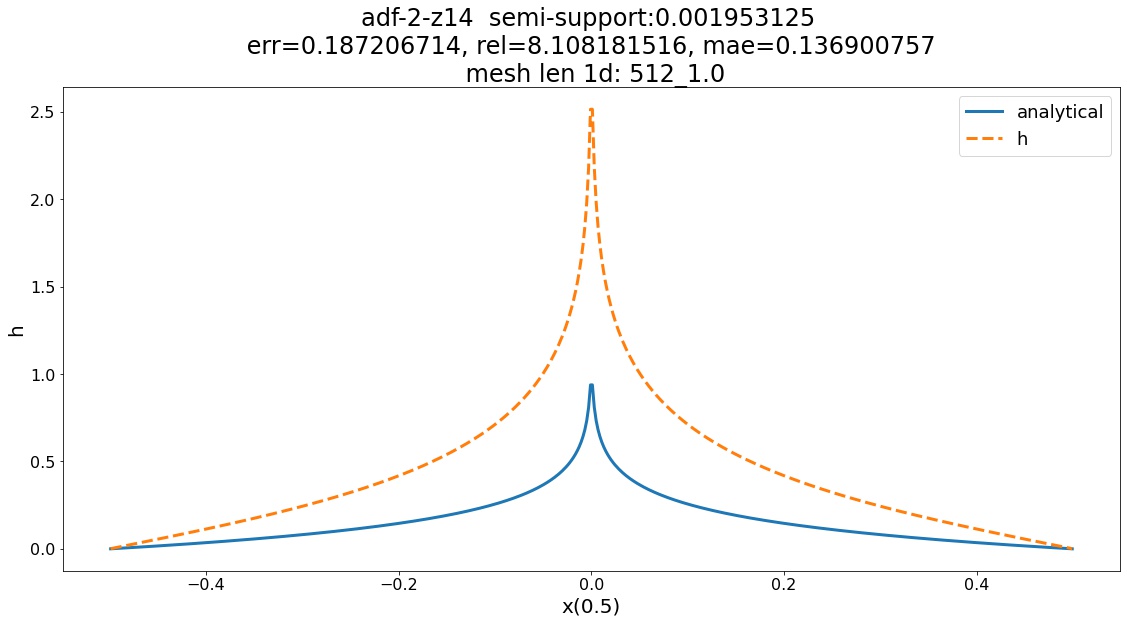 adf-2-z14 semi-support:0.001953125
err=0.187206714, rel=8.108181516, mae=0.136900757
mesh len 1d: 512_1.0
analytical
h
2.5
2.0
1.5
1.0
0.5
0.0
h
−0.4
−0.2
0.0
0.2
0.4
x(0.5)